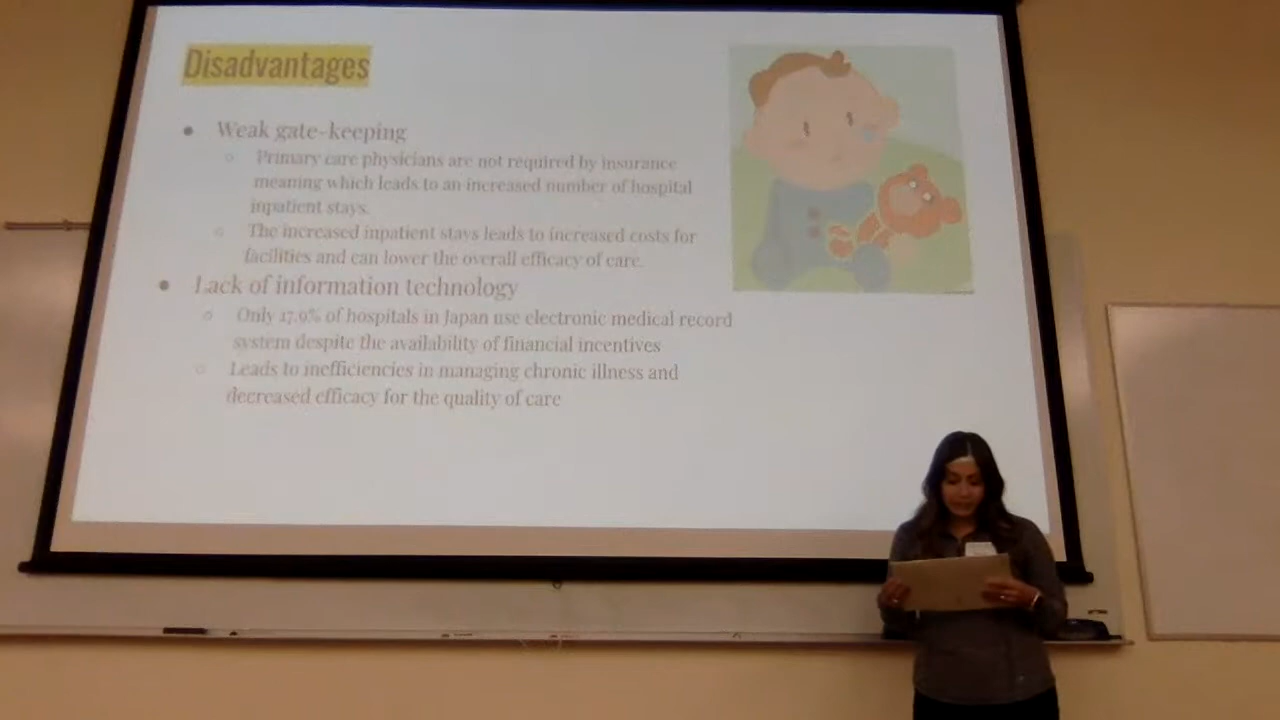 Disadvantages
Weak gate-keeping
Primary care physicians are not required by insurance
meaning which leads to an increased number of hospital
inpatient stays.
The increased inpatient stays leads to increased costs for
facilities and can lower the overall efficacy of care.
Lack of information technology
Only 17.9% of hospitals in Japan use electronic medical record
system despite the availability of financial incentives
Leads to inefficiencies in managing chronic illness and
decreased efficacy for the quality of care